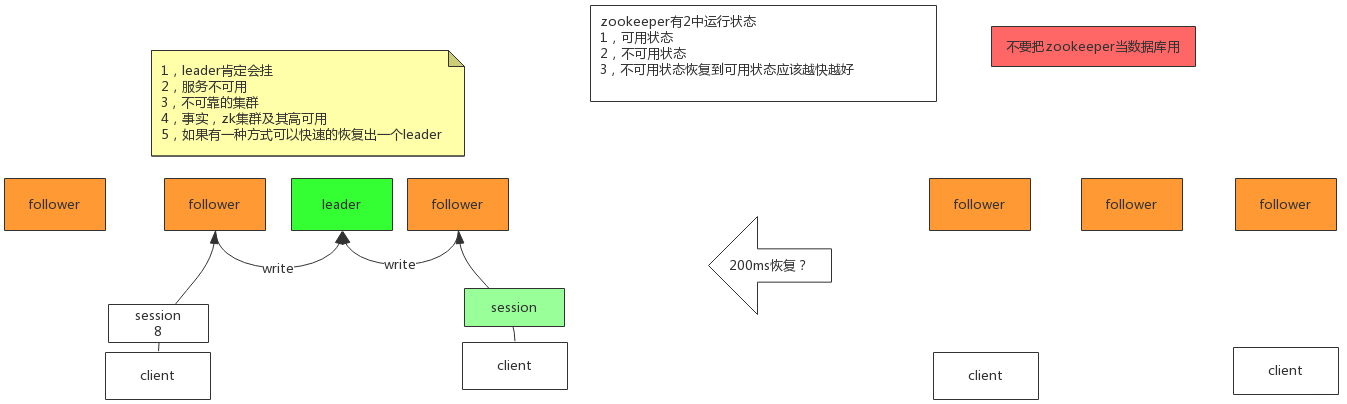 zookeeper有2中运行状态
1，可用状态
2，不可用状态
3，不可用状态恢复到可用状态应该越快越好
不要把zookeeper当数据库用
1，leader肯定会挂
2，服务不可用
3，不可靠的集群
4，事实，zk集群及其高可用
5，如果有一种方式可以快速的恢复出一个leader
follower
follower
leader
follower
follower
follower
follower
write
write
200ms恢复？
session
8
session
client
client
client
client